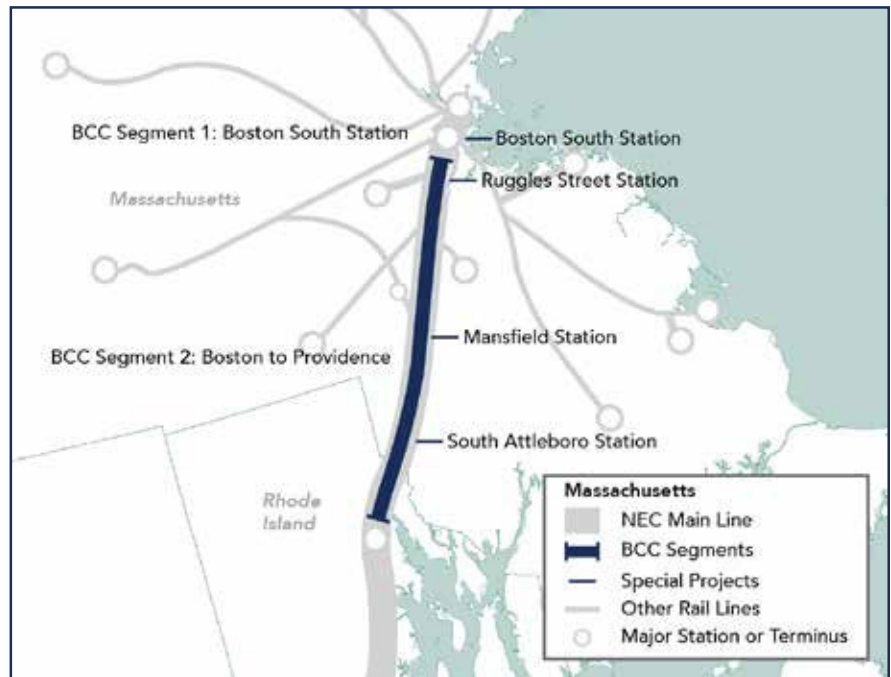 BCC Segment 1: Boston South Station
Boston South Station
Ruggles Street Station
Massachusetts
Mansfield Station
BCC Segment 2: Boston to Providence
South Attleboro Station
Rhode
Island
Massachusetts
NEC Main Line
BCC Segments
Special Projects
Other Rail Lines
Major Station or Terminus